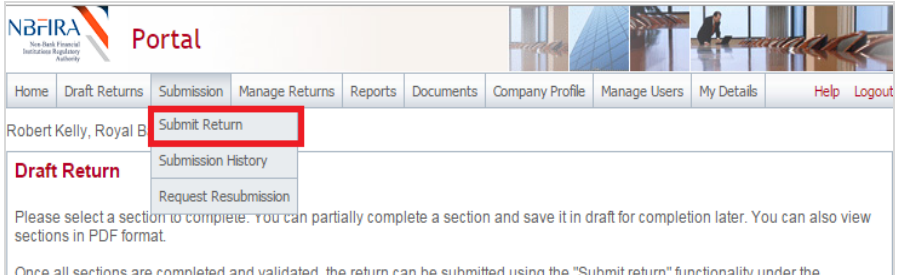 NBFIRA
Non-Bank Financial
Institutions Regulatory
Authority
Portal
Home Draft Returns Submission Manage Returns Reports Documents Company Profile Manage Users My Details Help Logout
Robert Kelly, Royal B
Submit Return
Submission History
Request Resubmission
Draft Return
Please select a section to complete. You can partially complete a section and save it in draft for completion later. You can also view
sections in PDF format.
Once all sections are completed and validated, the return can be submitted using the "Submit return" functionality under the